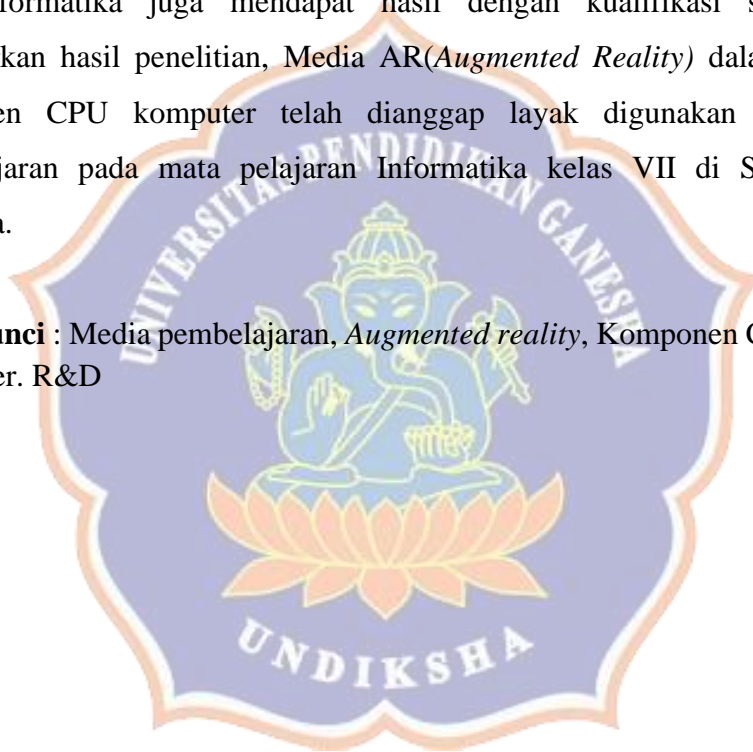 formatika juga mendapat hasil dengan kualifikasi s
kan hasil penelitian, Media AR(Augmented Reality) dala
en CPU komputer telah dianggap layak digunakan
jaran pada mata pelajaran Informatika kelas VII di S
a.
unci : Media pembelajaran, Augmented reality, Komponen C
er. R&D
UNIVERSITAS PENDIDIKAN GANESHA
UNDIKSHA